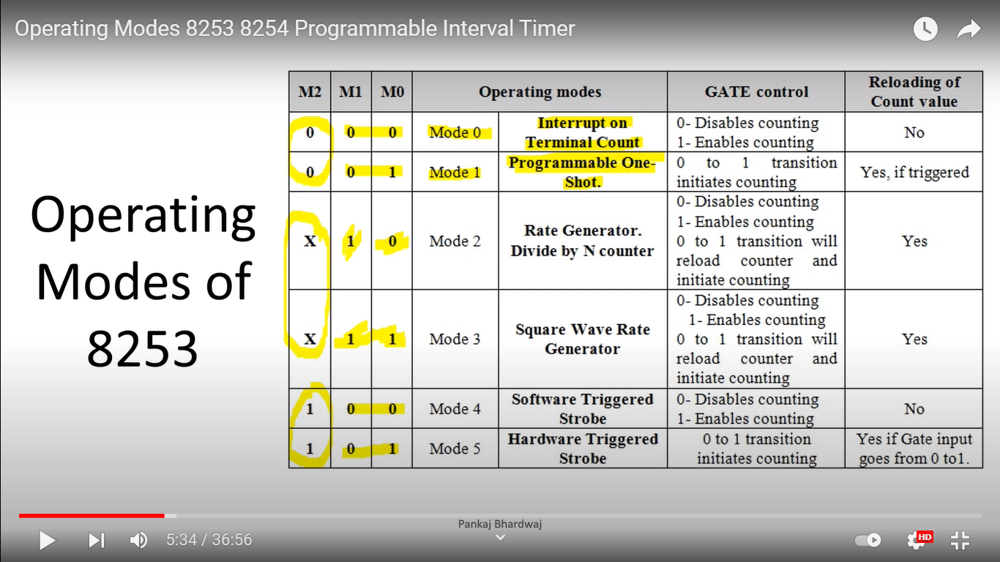 Operating Modes 8253 8254 Programmable Interval Timer
Operating
Modes of
8253
M2 M1 M0 Operating modes GATE control Reloading of
Count value
0 0 0 Mode 0 Interrupt on
Terminal Count 0- Disables counting
1- Enables counting No
0 0 1 Mode 1 Programmable One-
Shot. 0 to 1 transition
initiates counting Yes, if triggered
X 1 0 Mode 2 Rate Generator.
Divide by N counter 0- Disables counting
1- Enables counting
0 to 1 transition will
reload counter and
initiate counting Yes
X 1 1 Mode 3 Square Wave Rate
Generator 0- Disables counting
1- Enables counting
0 to 1 transition will
reload counter and
initiate counting Yes
1 0 0 Mode 4 Software Triggered
Strobe 0- Disables counting
1- Enables counting No
1 0 1 Mode 5 Hardware Triggered
Strobe 0 to 1 transition
initiates counting Yes if Gate input
goes from 0 to1.
Pankaj Bhardwaj
5:34 / 36:56
HD